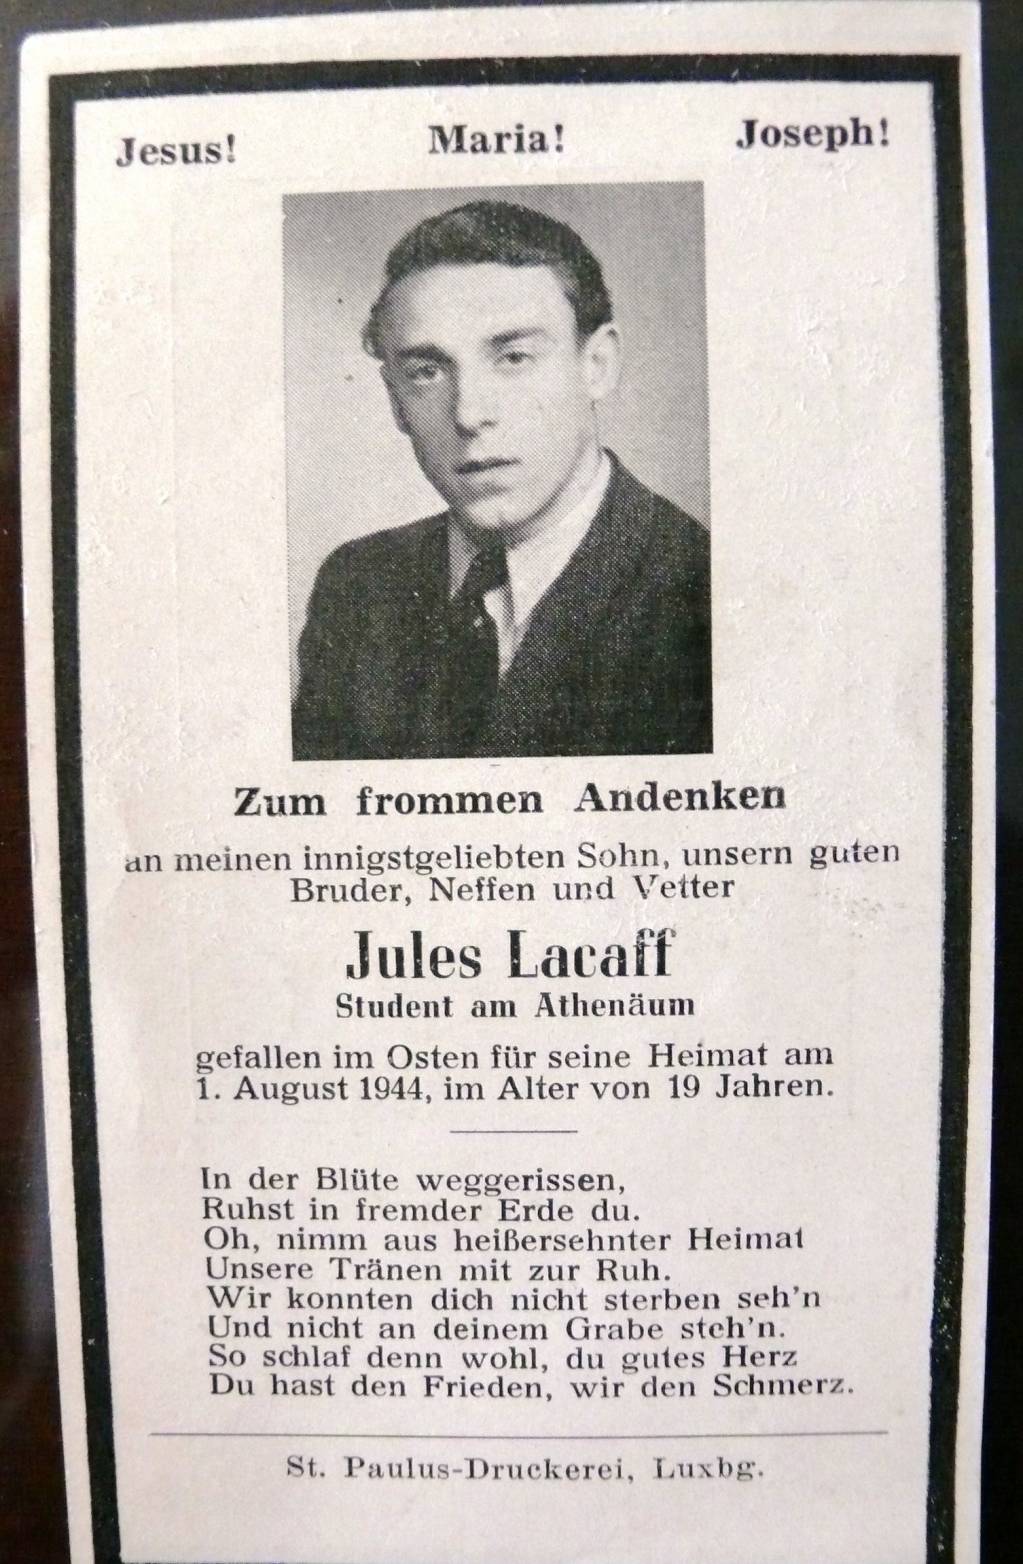 Jesus! Maria! Joseph!
Zum frommen Andenken
an meinen innigstgeliebten Sohn, unsern guten
Bruder, Neffen und Vetter
Jules Lacaff
Student am Athenäum
gefallen im Osten für seine Heimat am
1. August 1944, im Alter von 19 Jahren.
In der Blüte weggerissen,
Ruhst in fremder Erde du.
Oh, nimm aus heißersehnter Heimat
Unsere Tränen mit zur Ruh.
Wir konnten dich nicht sterben seh'n
Und nicht an deinem Grabe steh'n.
So schlaf denn wohl, du gutes Herz
Du hast den Frieden, wir den Schmerz.
St. Paulus-Druckerei, Luxbg.